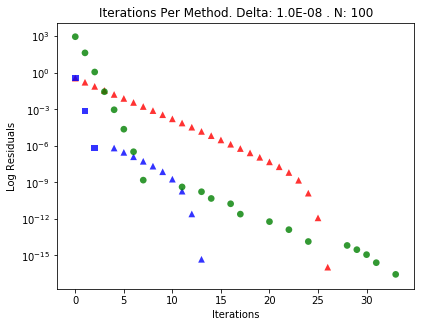 Iterations Per Method. Delta: 1.0E-08 . N: 100
Log Residuals
10³
10⁰
10⁻³
10⁻⁶
10⁻⁹
10⁻¹²
10⁻¹⁵
0 5 10 15 20 25 30
Iterations